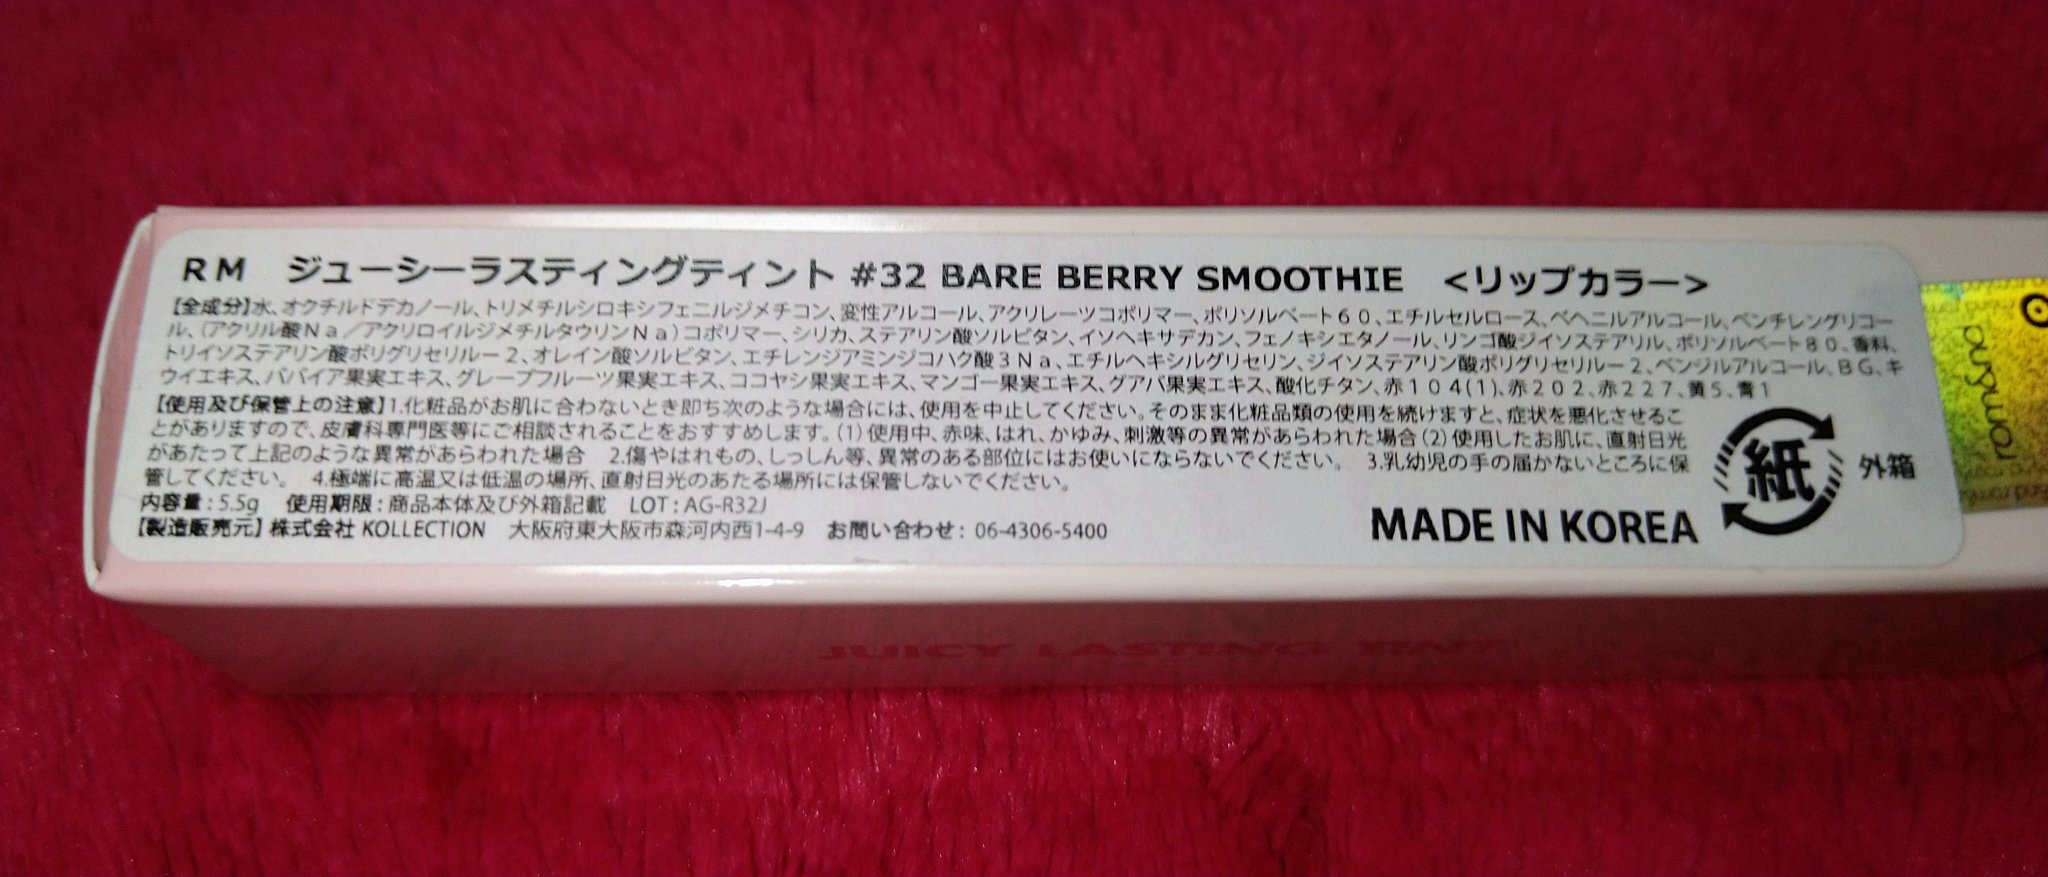 RM ジューシーラスティングティント #32 BARE BERRY SMOOTHIE <リップカラー>
【全成分】水、オクチルドデカノール、トリメチルシロキシフェニルジメチコン、変性アルコール、アクリレーツコポリマー、ポリソルベート60、エチルセルロース、ベヘニルアルコール、ペンチレングリコー
ル、(アクリル酸Na/アクリロイルジメチルタウリンNa)コポリマー、シリカ、ステアリン酸ソルビタン、イソヘキサデカン、フェノキシエタノール、リンゴ酸ジイソステアリル、ポリソルベート80、香料、
トリイソステアリン酸ポリグリセリル-2、オレイン酸ソルビタン、エチレンジアミンジコハク酸3Na、エチルヘキシルグリセリン、ジイソステアリン酸ポリグリセリル-2、ベンジルアルコール、BG、キ
ウイエキス、パパイア果実エキス、グレープフルーツ果実エキス、ココヤシ果実エキス、マンゴー果実エキス、グアバ果実エキス、酸化チタン、赤104(1)、赤202、赤227、黄5、青1
【使用及び保管上の注意】1.化粧品がお肌に合わないとき即ち次のような場合には、使用を中止してください。そのまま化粧品類の使用を続けますと、症状を悪化させるこ
とがありますので、皮膚科専門医等にご相談されることをおすすめします。(1)使用中、赤味、はれ、かゆみ、刺激等の異常があらわれた場合(2)使用したお肌に、直射日光
があたって上記のような異常があらわれた場合 2.傷やはれもの、しっしん等、異常のある部位にはお使いにならないでください。 3.乳幼児の手の届かないところに保
管してください。 4.極端に高温又は低温の場所、直射日光のあたる場所には保管しないでください。
内容量:5.5g 使用期限:商品本体及び外箱記載 LOT:AG-R32J
【製造販売元】株式会社 KOLLECTION 大阪府東大阪市森河内西1-4-9 お問い合わせ: 06-4306-5400
MADE IN KOREA
紙 外箱
rom&nd
JUICY LASTING TINT